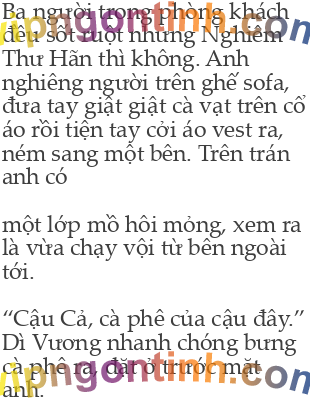 Ba người trong phòng khách
đều sốt ruột nhưng Nghiêm
Thư Hãn thì không. Anh
nghiêng người trên ghế sofa,
đưa tay giật giật cà vạt trên cổ
áo rồi tiện tay cởi áo vest ra,
ném sang một bên. Trên trán
anh có
một lớp mồ hôi mỏng, xem ra
là vừa chạy vội từ bên ngoài
tới.
“Cậu Cả, cà phê của cậu đây.”
Dì Vương nhanh chóng bưng
cà phê ra, đặt ở trước mặt
anh.
vipngontinh.com
vipngontinh.com